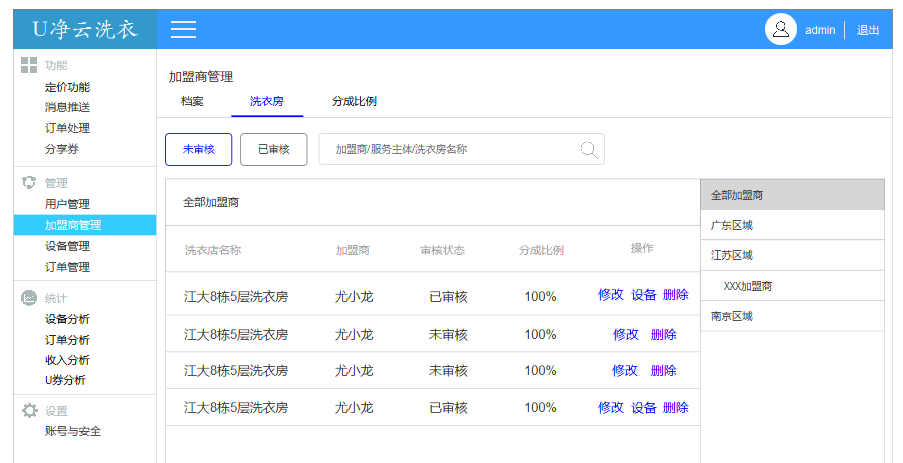 U净云洗衣
admin 退出
功能
定价功能
消息推送
订单处理
分享券
管理
用户管理
加盟商管理
设备管理
订单管理
统计
设备分析
订单分析
收入分析
U券分析
设置
账号与安全
加盟商管理
档案 洗衣房 分成比例
未审核 已审核 加盟商/服务主体/洗衣房名称
全部加盟商
洗衣店名称 加盟商 审核状态 分成比例 操作
江大8栋5层洗衣房 尤小龙 已审核 100% 修改 设备 删除
江大8栋5层洗衣房 尤小龙 未审核 100% 修改 删除
江大8栋5层洗衣房 尤小龙 未审核 100% 修改 删除
江大8栋5层洗衣房 尤小龙 已审核 100% 修改 设备 删除
全部加盟商
广东区域
江苏区域
XXX加盟商
南京区域